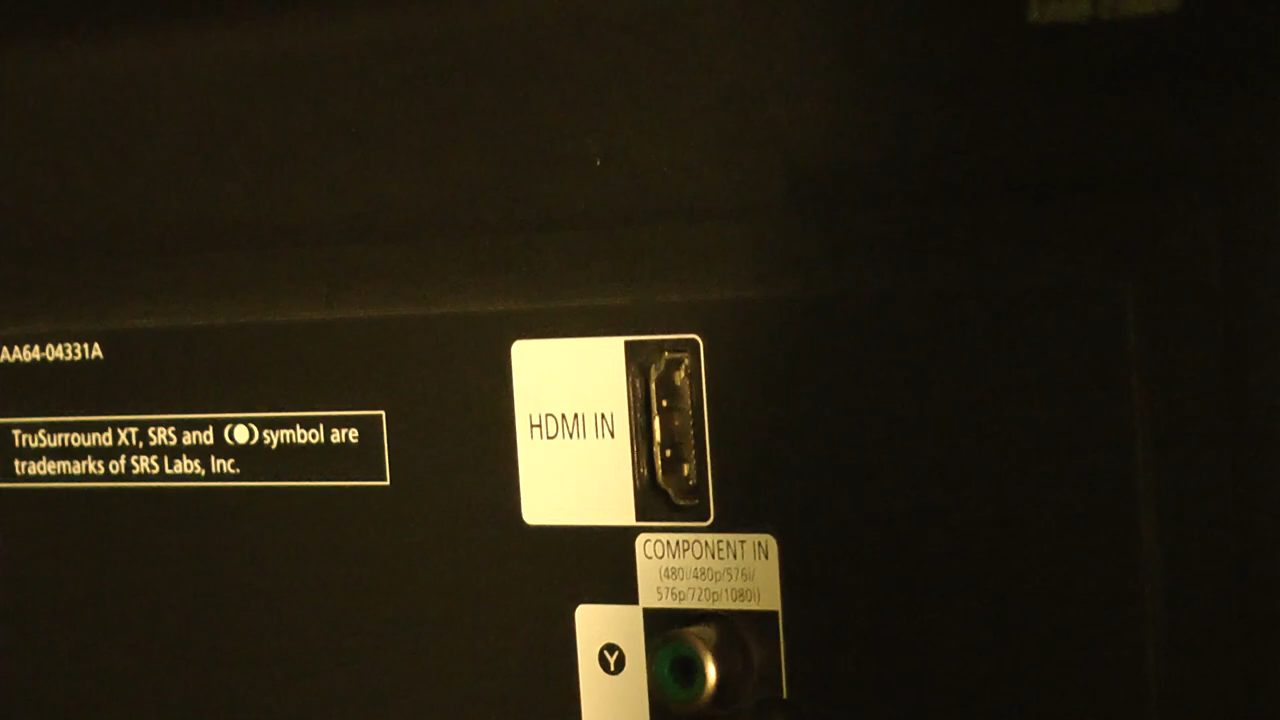 AA64-04331A
TruSurround XT, SRS and symbol are
trademarks of SRS Labs, Inc.
HDMI IN
COMPONENT IN
(480i/480p/576i/
576p/720p/1080i)
Y